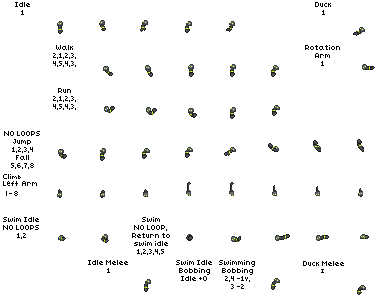 Idle
1
Duck
1
Walk
2,1,2,3,
4,5,4,3,
Rotation
Arm
1
Run
2,1,2,3,
4,5,4,3,
NO LOOPS
Jump
1,2,3,4
Fall
5,6,7,8
Climb
Left Arm
1-8
Swim Idle
NO LOOPS
1,2
Swim
NO LOOP,
Return to
swim idle
1,2,3,4,5
Swim Idle
Bobbing
Idle +0
Swimming
Bobbing
2,4 -1v,
3 -2
Idle Melee
1
Duck Melee
1